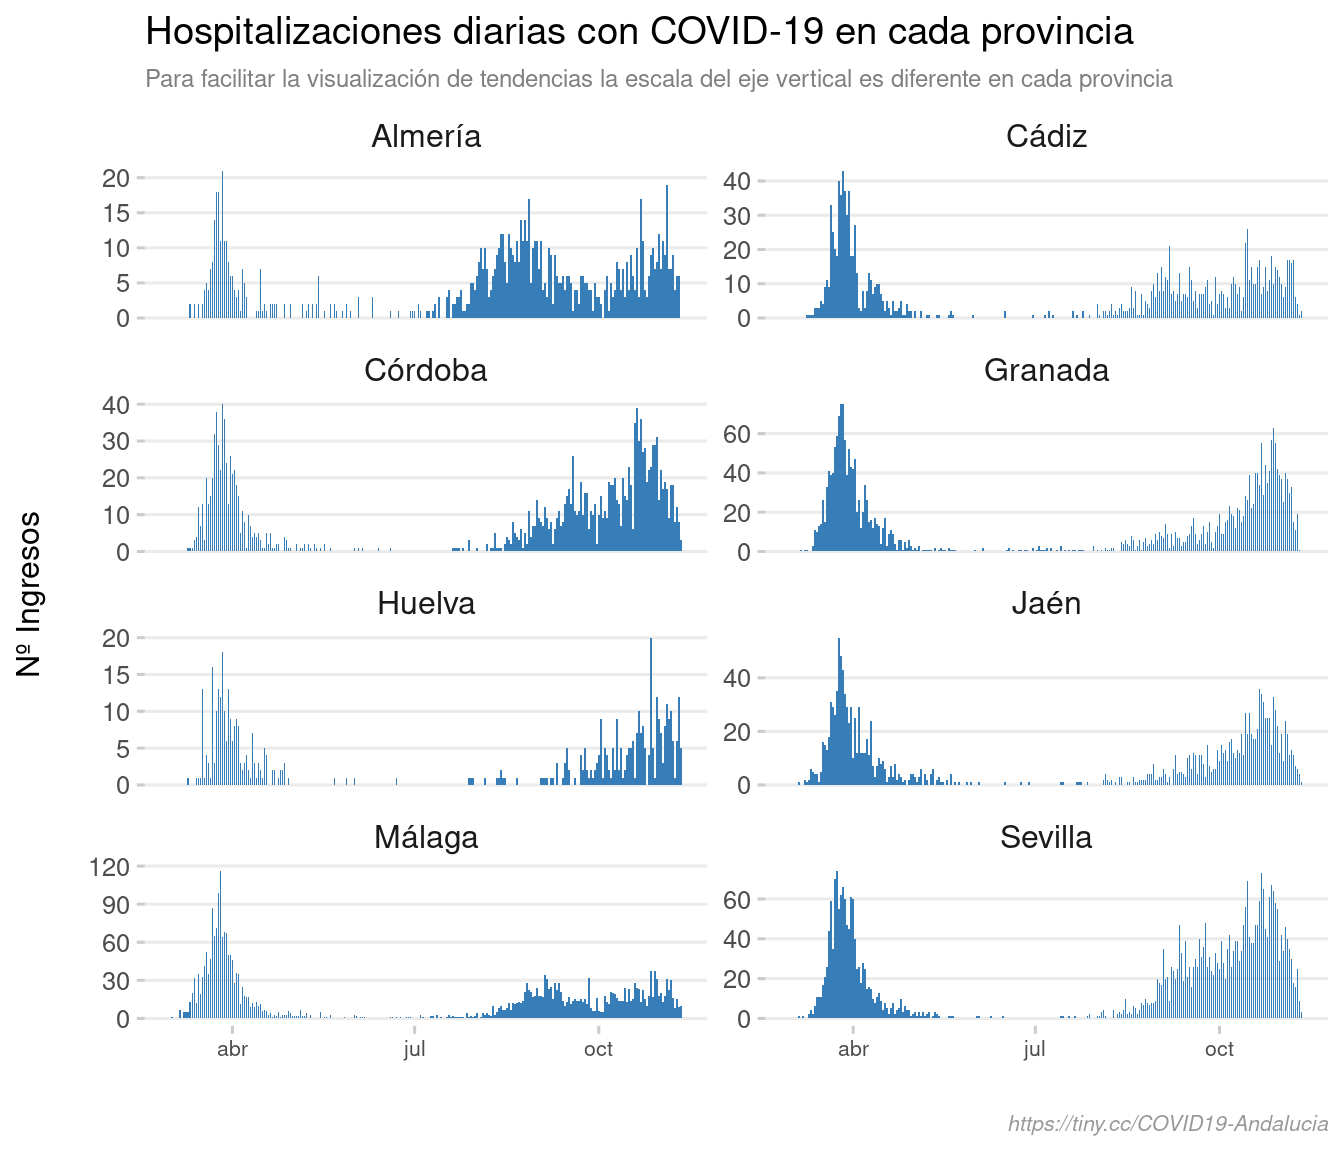 Hospitalizaciones diarias con COVID-19 en cada provincia
Para facilitar la visualización de tendencias la escala del eje vertical es diferente en cada provincia
Nº Ingresos
Almería
20
15
10
5
0
Cádiz
40
30
20
10
0
Córdoba
40
30
20
10
0
Granada
60
40
20
0
Huelva
20
15
10
5
0
Jaén
40
20
0
Málaga
120
90
60
30
0
abr
jul
oct
Sevilla
60
40
20
0
abr
jul
oct
https://tiny.cc/COVID19-Andalucia